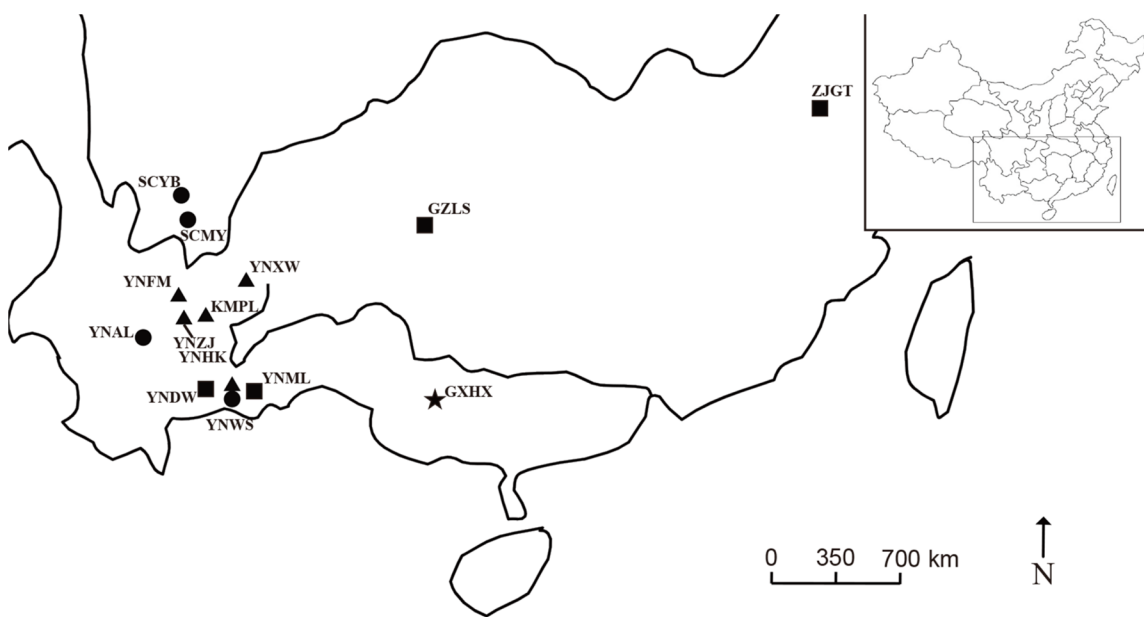 ZJGT
SCYB
GZLS
SCMY
YNXW
YNFM
KMPL
YNAL
YNZJ
YNHK
YNML
YNDW
GXHX
YNWS
0 350 700 km
N